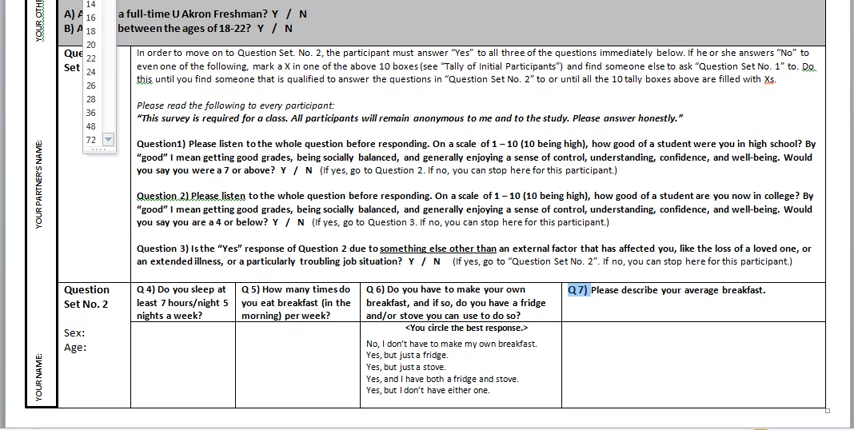 YOUR OTHE
YOUR PARTNER'S NAME:
YOUR NAME:
14
16
18
20
22
24
26
28
36
48
72
A) A a full-time U Akron Freshman? Y / N
B) A between the ages of 18-22? Y / N
Que
Set
In order to move on to Question Set. No. 2, the participant must answer “Yes” to all three of the questions immediately below. If he or she answers “No” to
even one of the following, mark a X in one of the above 10 boxes (see “Tally of Initial Participants”) and find someone else to ask “Question Set No. 1” to. Do
this until you find someone that is qualified to answer the questions in “Question Set No. 2” to or until all the 10 tally boxes above are filled with Xs.
Please read the following to every participant:
“This survey is required for a class. All participants will remain anonymous to me and to the study. Please answer honestly.”
Question1) Please listen to the whole question before responding. On a scale of 1 – 10 (10 being high), how good of a student were you in high school? By
“good” I mean getting good grades, being socially balanced, and generally enjoying a sense of control, understanding, confidence, and well-being. Would
you say you were a 7 or above? Y / N (If yes, go to Question 2. If no, you can stop here for this participant.)
Question 2) Please listen to the whole question before responding. On a scale of 1 – 10 (10 being high), how good of a student are you now in college? By
“good” I mean getting good grades, being socially balanced, and generally enjoying a sense of control, understanding, confidence, and well-being. Would
you say you are a 4 or below? Y / N (If yes, go to Question 3. If no, you can stop here for this participant.)
Question 3) Is the “Yes” response of Question 2 due to something else other than an external factor that has affected you, like the loss of a loved one, or
an extended illness, or a particularly troubling job situation? Y / N (If yes, go to “Question Set No. 2”. If no, you can stop here for this participant.)
Question
Set No. 2
Sex:
Age:
Q 4) Do you sleep at
least 7 hours/night 5
nights a week?
Q 5) How many times do
you eat breakfast (in the
morning) per week?
Q 6) Do you have to make your own
breakfast, and if so, do you have a fridge
and/or stove you can use to do so?
<You circle the best response.>
No, I don't have to make my own breakfast.
Yes, but just a fridge.
Yes, but just a stove.
Yes, and I have both a fridge and stove.
Yes, but I don't have either one.
Q 7) Please describe your average breakfast.